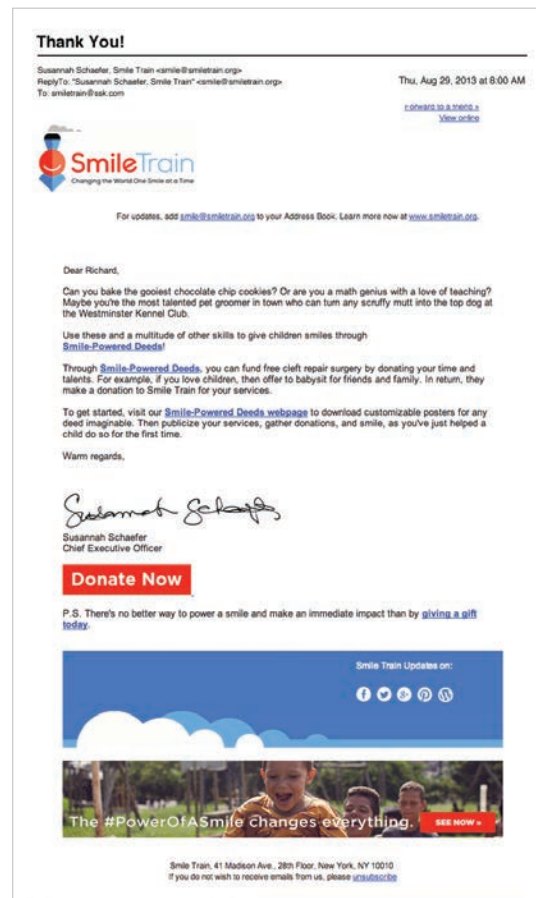 Thank You!
Susannah Schaefer, Smile Train <smile@smiletrain.org>
ReplyTo: "Susannah Schaefer, Smile Train" <smile@smiletrain.org>
To: smiletrain@ssk.com
Thu, Aug 29, 2013 at 8:00 AM
Forward to a friend »
View online
SmileTrain
Changing the World One Smile at a Time
For updates, add smile@smiletrain.org to your Address Book. Learn more now at www.smiletrain.org.
Dear Richard,
Can you bake the gooiest chocolate chip cookies? Or are you a math genius with a love of teaching?
Maybe you're the most talented pet groomer in town who can turn any scruffy mutt into the top dog at
the Westminster Kennel Club.
Use these and a multitude of other skills to give children smiles through
Smile-Powered Deeds!
Through Smile-Powered Deeds, you can fund free cleft repair surgery by donating your time and
talents. For example, if you love children, then offer to babysit for friends and family. In return, they
make a donation to Smile Train for your services.
To get started, visit our Smile-Powered Deeds webpage to download customizable posters for any
deed imaginable. Then publicize your services, gather donations, and smile, as you've just helped a
child do so for the first time.
Warm regards,
Susannah Schaefer
Susannah Schaefer
Chief Executive Officer
Donate Now
P.S. There's no better way to power a smile and make an immediate impact than by giving a gift
today.
Smile Train Updates on:
The #PowerOfASmile changes everything.
SEE NOW »
Smile Train, 41 Madison Ave., 28th Floor, New York, NY 10010
If you do not wish to receive emails from us, please unsubscribe